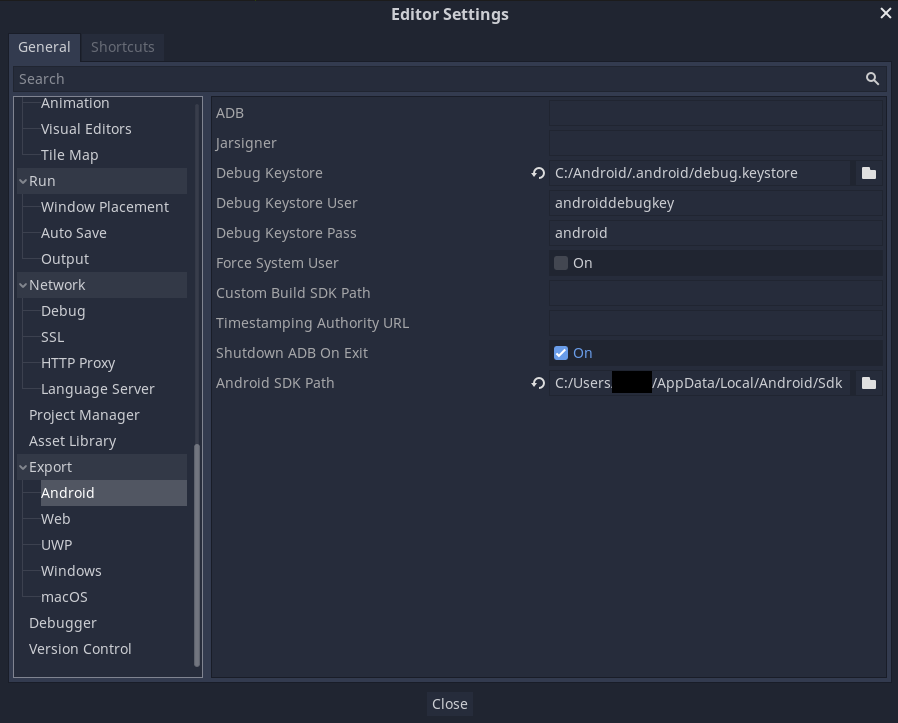 Editor Settings
General
Shortcuts
Search
Animation
Visual Editors
Tile Map
Run
Window Placement
Auto Save
Output
Network
Debug
SSL
HTTP Proxy
Language Server
Project Manager
Asset Library
Export
Android
Web
UWP
Windows
macOS
Debugger
Version Control
ADB
Jarsigner
Debug Keystore C:/Android/.android/debug.keystore
Debug Keystore User androiddebugkey
Debug Keystore Pass android
Force System User On
Custom Build SDK Path
Timestamping Authority URL
Shutdown ADB On Exit On
Android SDK Path C:/Users /AppData/Local/Android/Sdk
Close